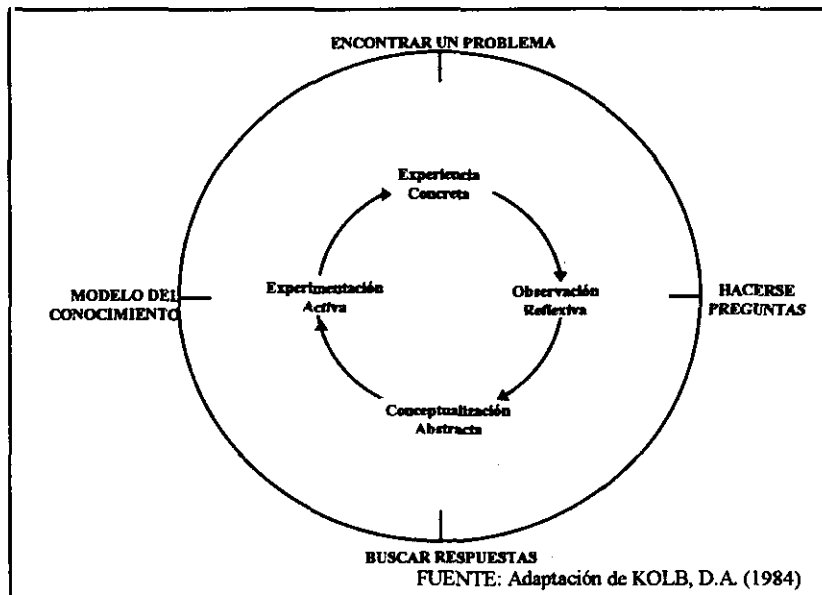 ENCONTRAR UN PROBLEMA
Experiencia
Concreta
MODELO DEL
CONOCIMIENTO
Experimentación
Activa
Observación
Reflexiva
HACERSE
PREGUNTAS
Conceptualización
Abstracta
BUSCAR RESPUESTAS
FUENTE: Adaptación de KOLB, D.A. (1984)